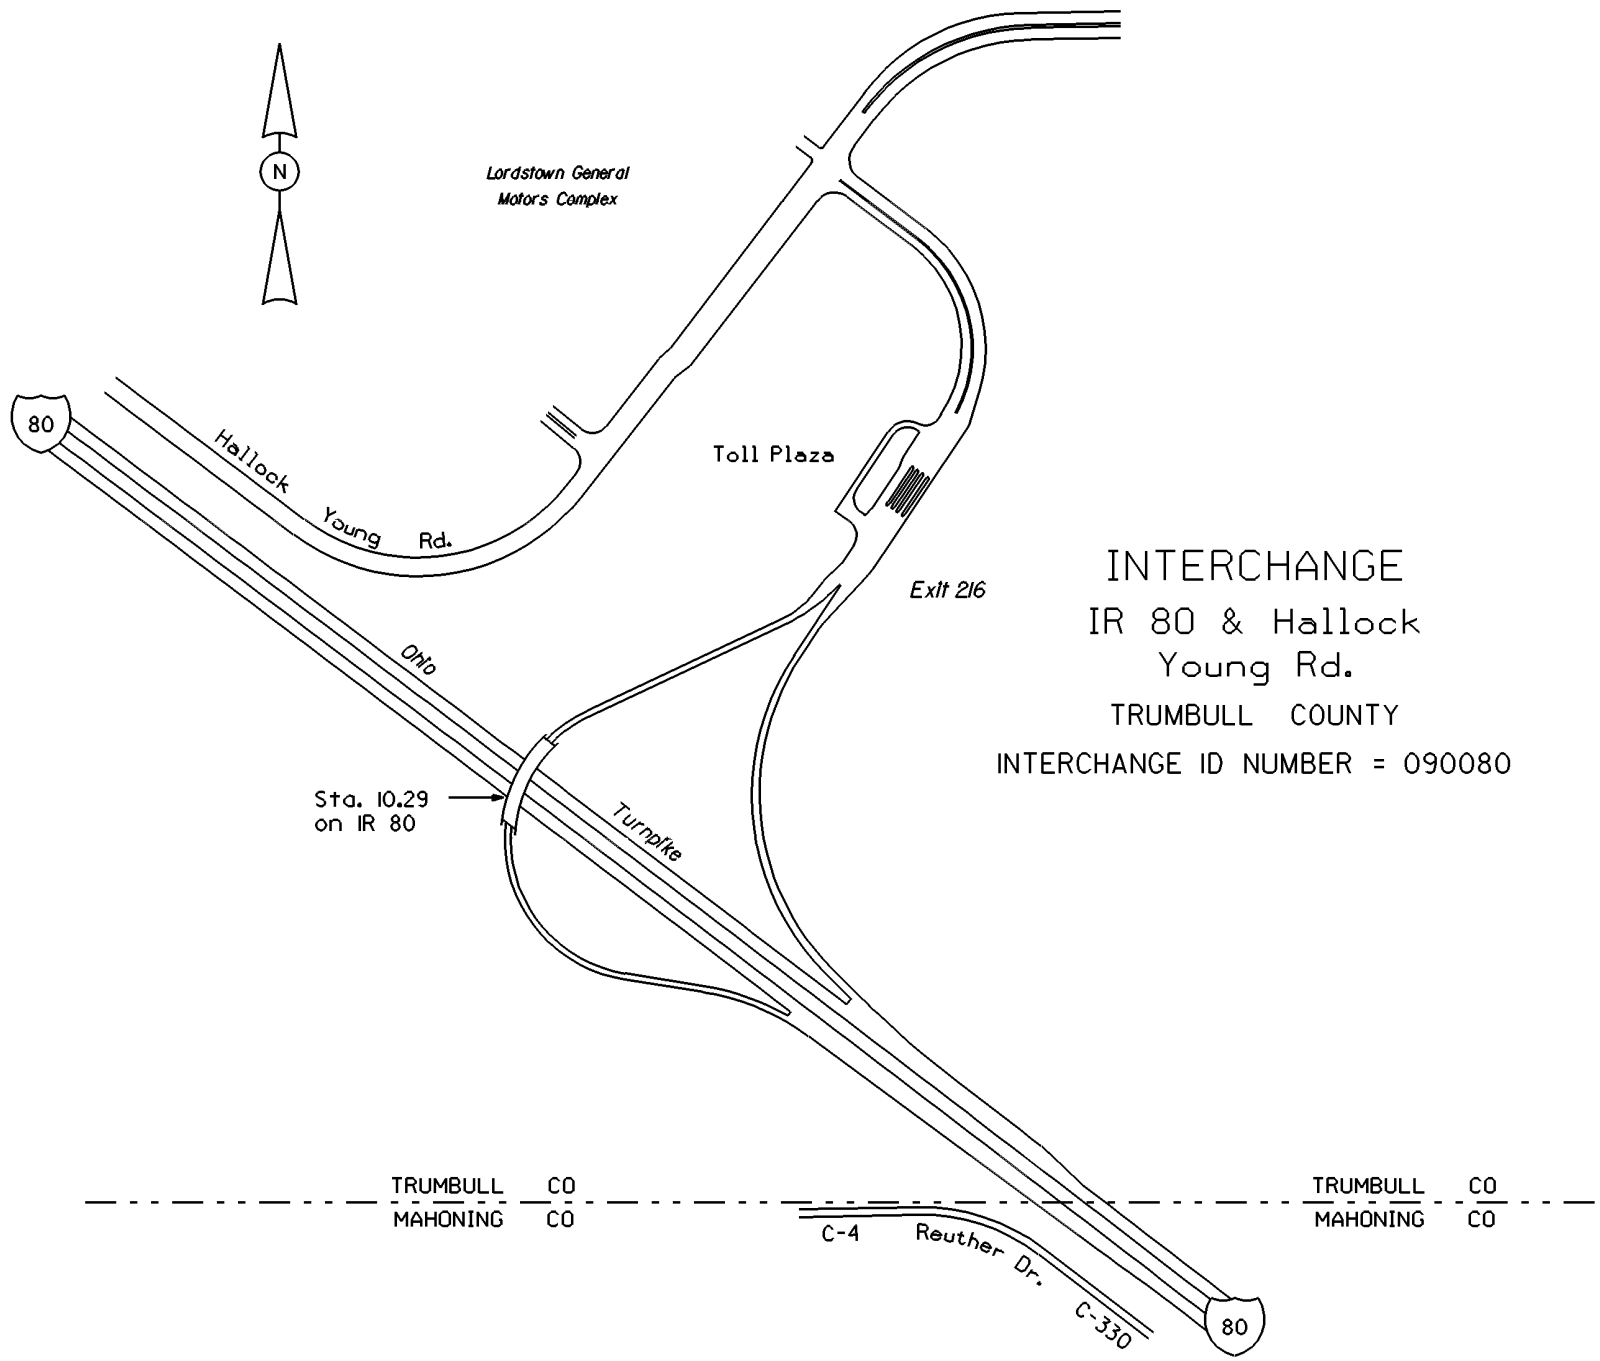 N
Lordstown General
Motors Complex
80
Hallock
Young Rd.
Toll Plaza
Exit 216
INTERCHANGE
IR 80 & Hallock
Young Rd.
TRUMBULL COUNTY
INTERCHANGE ID NUMBER = 090080
Ohio
Turnpike
Sta. 10.29
on IR 80
TRUMBULL CO
MAHONING CO
TRUMBULL CO
MAHONING CO
C-4
Reuther Dr.
C-330
80